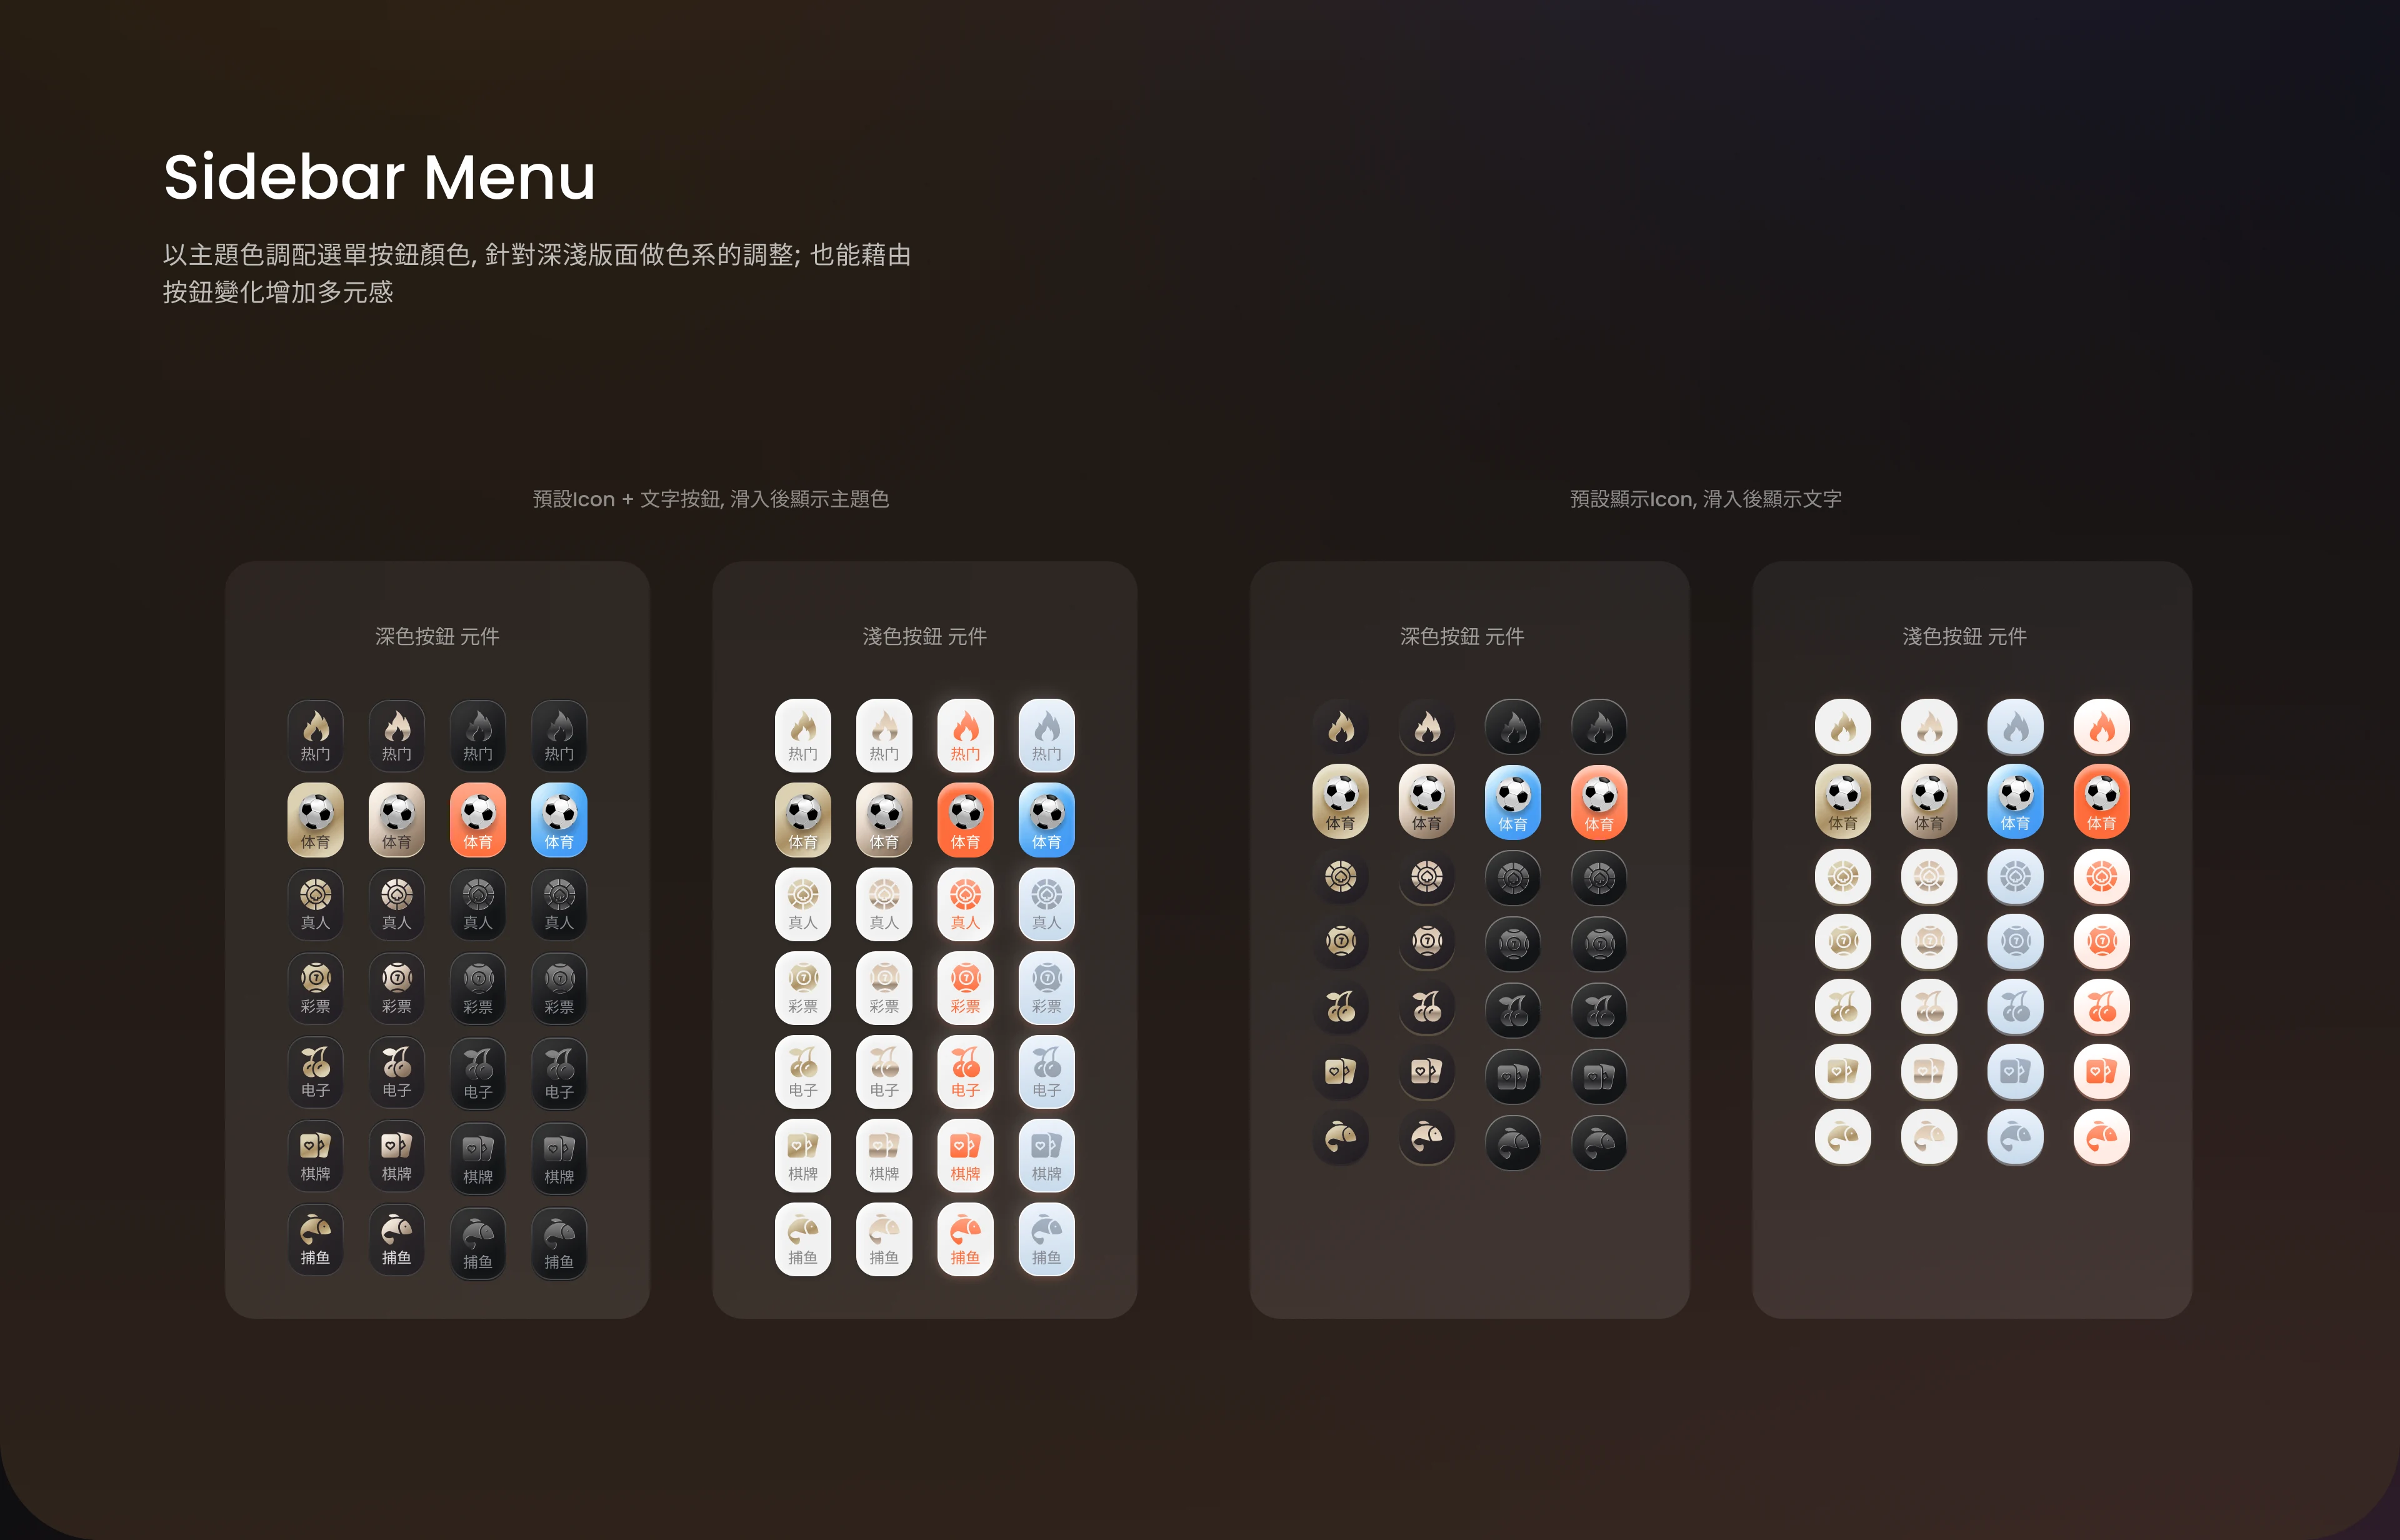 Sidebar Menu
以主題色調配選單按鈕顏色, 針對深淺版面做色系的調整; 也能藉由
按鈕變化增加多元感
預設Icon + 文字按鈕, 滑入後顯示主題色
深色按鈕 元件
热门 热门 热门 热门
体育 体育 体育 体育
真人 真人 真人 真人
彩票 彩票 彩票 彩票
电子 电子 电子 电子
棋牌 棋牌 棋牌 棋牌
捕鱼 捕鱼 捕鱼 捕鱼
淺色按鈕 元件
热门 热门 热门 热门
体育 体育 体育 体育
真人 真人 真人 真人
彩票 彩票 彩票 彩票
电子 电子 电子 电子
棋牌 棋牌 棋牌 棋牌
捕鱼 捕鱼 捕鱼 捕鱼
預設顯示Icon, 滑入後顯示文字
深色按鈕 元件
体育 体育 体育 体育
淺色按鈕 元件
体育 体育 体育 体育